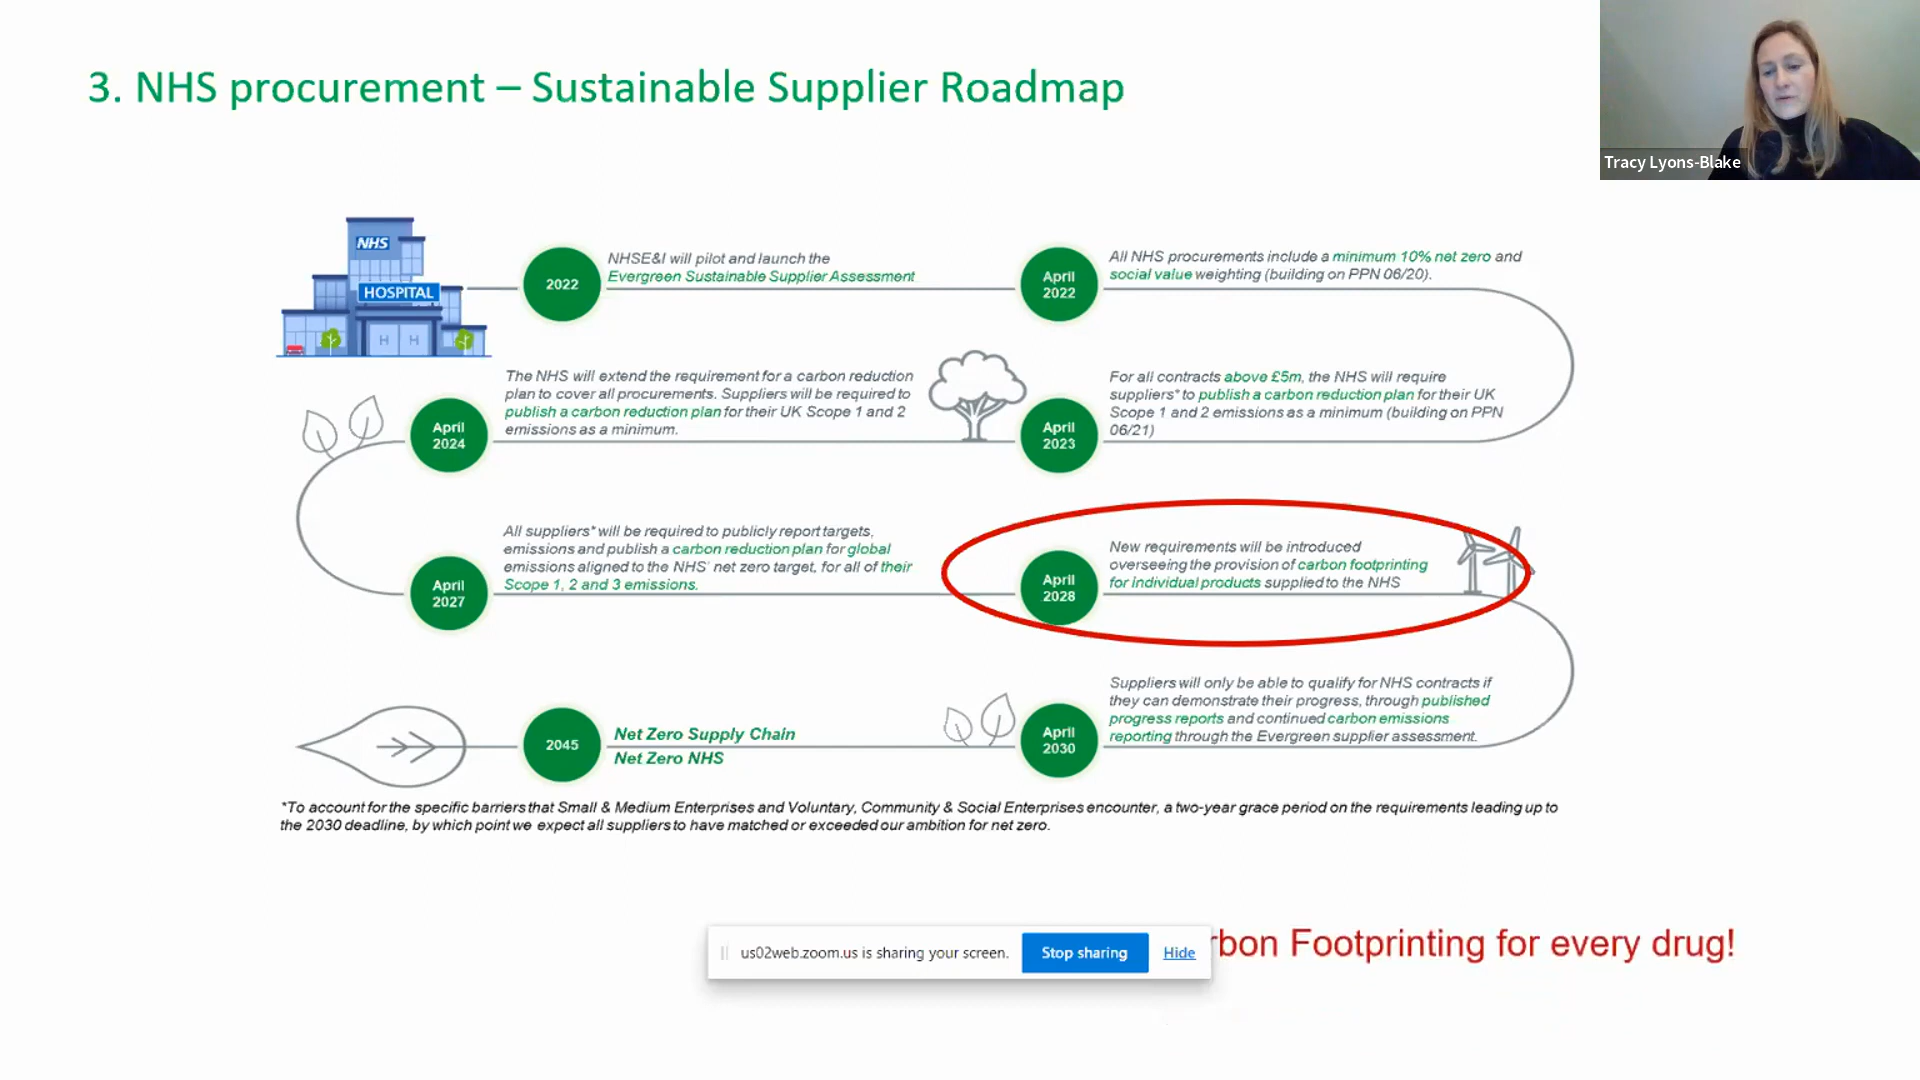 3. NHS procurement – Sustainable Supplier Roadmap
Tracy Lyons-Blake
NHS
HOSPITAL
H H
2022
NHSE&I will pilot and launch the
Evergreen Sustainable Supplier Assessment
April
2022
All NHS procurements include a minimum 10% net zero and
social value weighting (building on PPN 06/20).
April
2023
For all contracts above £5m, the NHS will require
suppliers* to publish a carbon reduction plan for their UK
Scope 1 and 2 emissions as a minimum (building on PPN
06/21)
April
2024
The NHS will extend the requirement for a carbon reduction
plan to cover all procurements. Suppliers will be required to
publish a carbon reduction plan for their UK Scope 1 and 2
emissions as a minimum.
April
2027
All suppliers* will be required to publicly report targets,
emissions and publish a carbon reduction plan for global
emissions aligned to the NHS' net zero target, for all of their
Scope 1, 2 and 3 emissions.
April
2028
New requirements will be introduced
overseeing the provision of carbon footprinting
for individual products supplied to the NHS
April
2030
Suppliers will only be able to qualify for NHS contracts if
they can demonstrate their progress, through published
progress reports and continued carbon emissions
reporting through the Evergreen supplier assessment.
2045
Net Zero Supply Chain
Net Zero NHS
*To account for the specific barriers that Small & Medium Enterprises and Voluntary, Community & Social Enterprises encounter, a two-year grace period on the requirements leading up to
the 2030 deadline, by which point we expect all suppliers to have matched or exceeded our ambition for net zero.
rbon Footprinting for every drug!
us02web.zoom.us is sharing your screen.
Stop sharing
Hide